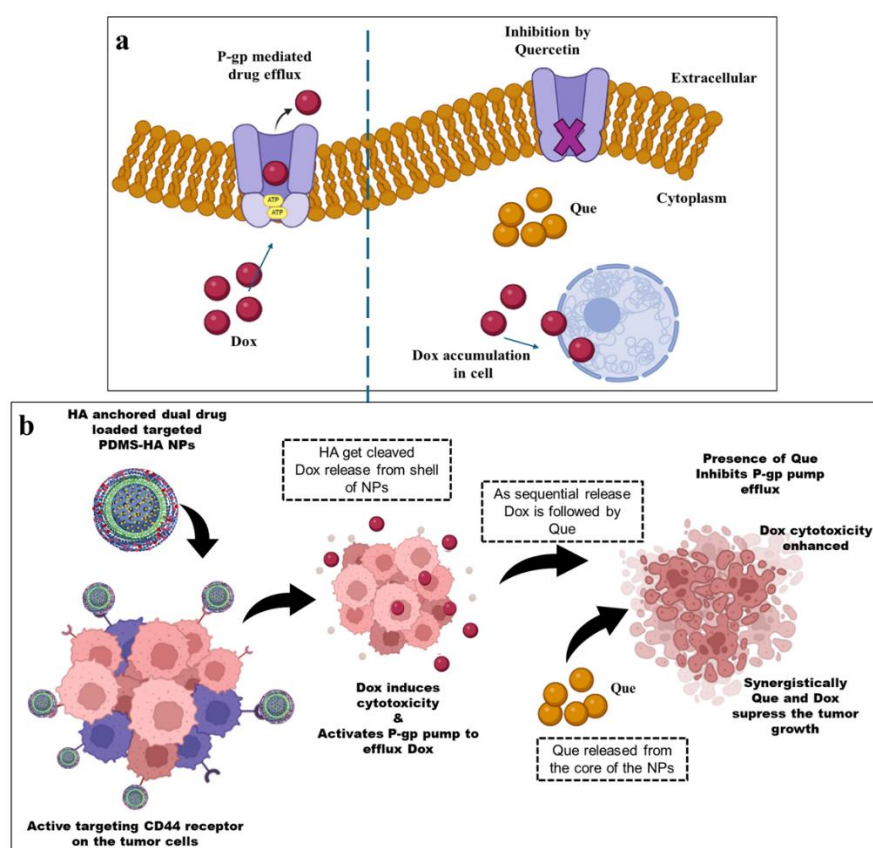 a
P-gp mediated
drug efflux
Inhibition by
Quercetin
Extracellular
ATP
ATP
Cytoplasm
Que
Dox
Dox accumulation
in cell
b
HA anchored dual drug
loaded targeted
PDMS-HA NPs
HA get cleaved
Dox release from shell
of NPs
As sequential release
Dox is followed by
Que
Presence of Que
Inhibits P-gp pump
efflux
Dox cytotoxicity
enhanced
Dox induces
cytotoxicity
&
Activates P-gp pump to
efflux Dox
Que
Que released from
the core of the NPs
Synergistically
Que and Dox
supress the tumor
growth
Active targeting CD44 receptor
on the tumor cells